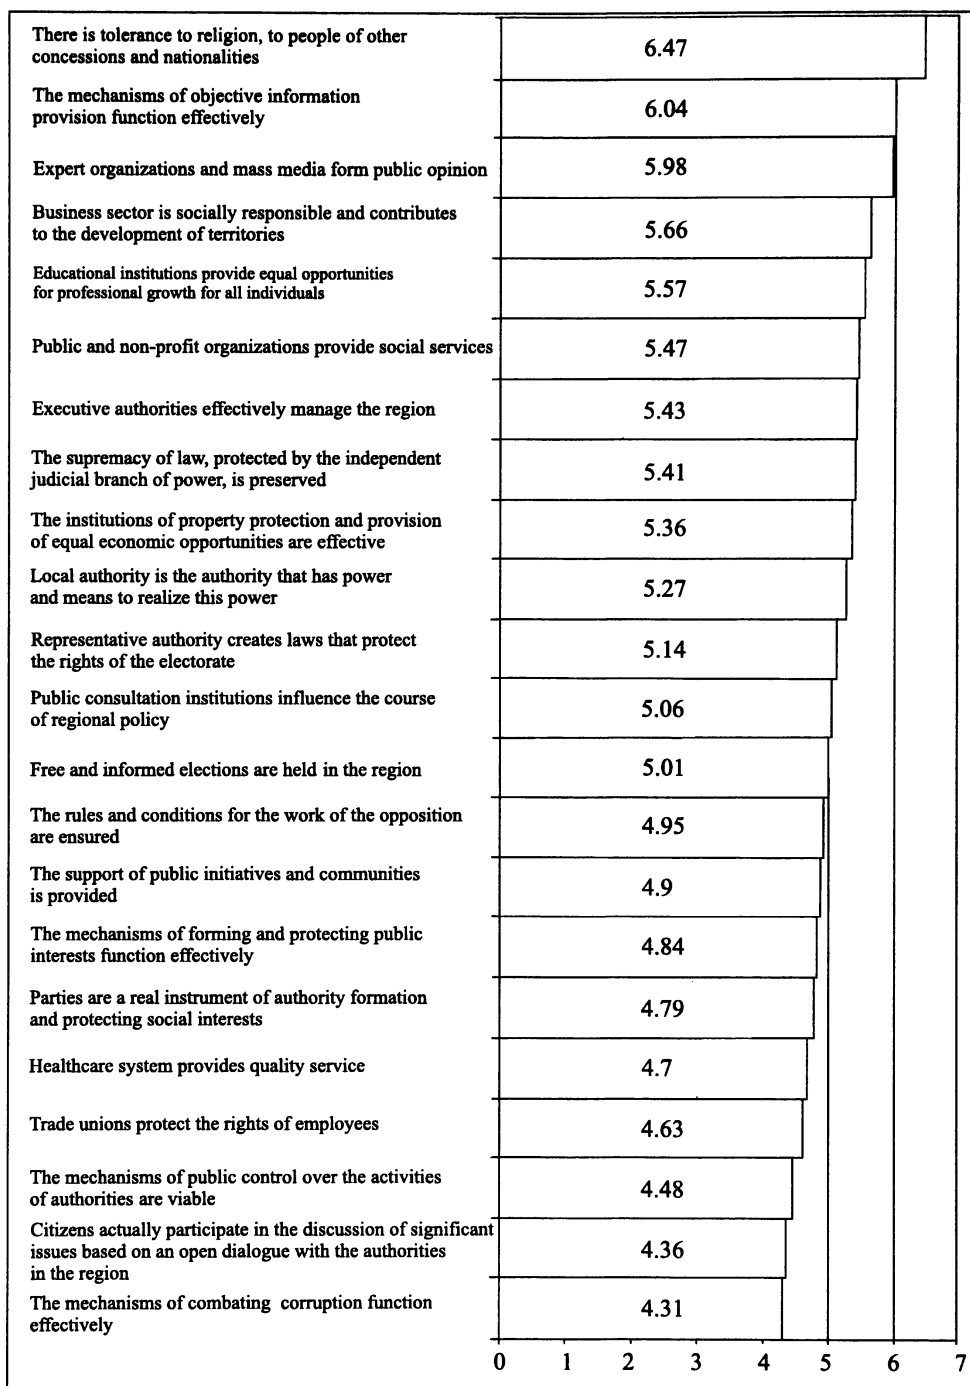 There is tolerance to religion, to people of other
concessions and nationalities
6.47
The mechanisms of objective information
provision function effectively
6.04
Expert organizations and mass media form public opinion
5.98
Business sector is socially responsible and contributes
to the development of territories
5.66
Educational institutions provide equal opportunities
for professional growth for all individuals
5.57
Public and non-profit organizations provide social services
5.47
Executive authorities effectively manage the region
5.43
The supremacy of law, protected by the independent
judicial branch of power, is preserved
5.41
The institutions of property protection and provision
of equal economic opportunities are effective
5.36
Local authority is the authority that has power
and means to realize this power
5.27
Representative authority creates laws that protect
the rights of the electorate
5.14
Public consultation institutions influence the course
of regional policy
5.06
Free and informed elections are held in the region
5.01
The rules and conditions for the work of the opposition
are ensured
4.95
The support of public initiatives and communities
is provided
4.9
The mechanisms of forming and protecting public
interests function effectively
4.84
Parties are a real instrument of authority formation
and protecting social interests
4.79
Healthcare system provides quality service
4.7
Trade unions protect the rights of employees
4.63
The mechanisms of public control over the activities
of authorities are viable
4.48
Citizens actually participate in the discussion of significant
issues based on an open dialogue with the authorities
in the region
4.36
The mechanisms of combating corruption function
effectively
4.31
0 1 2 3 4 5 6 7